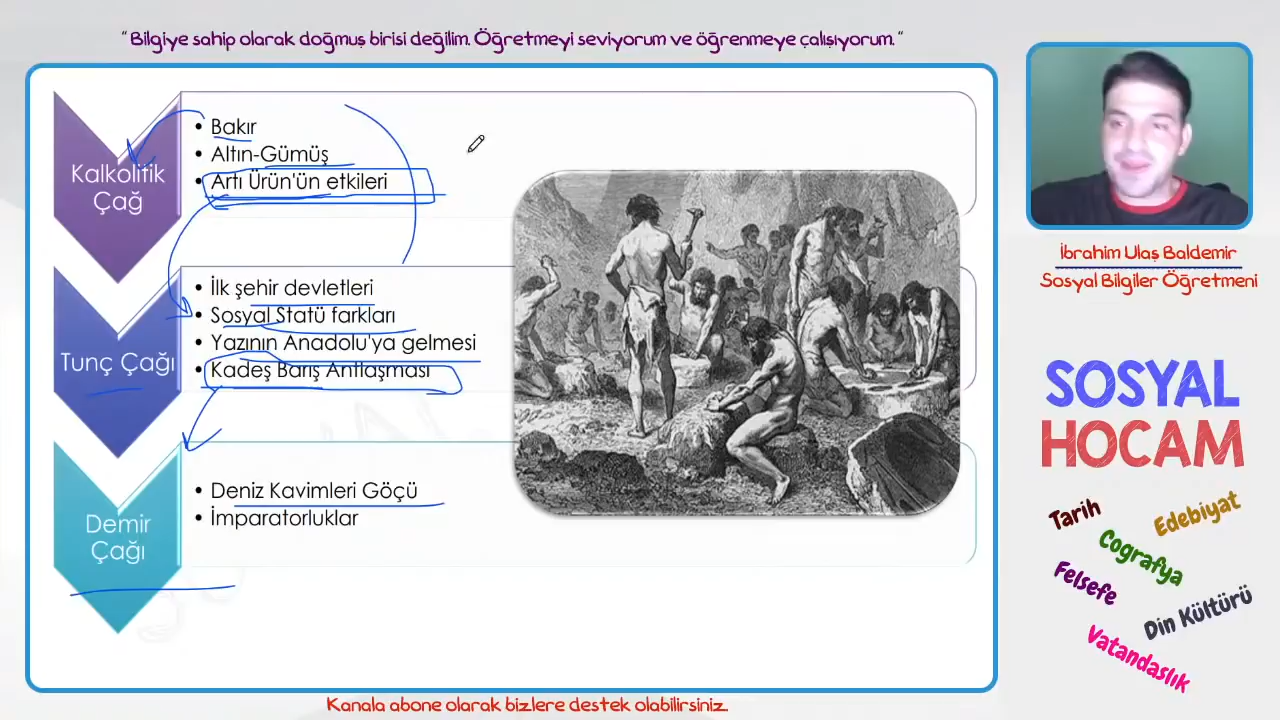 “Bilgiye sahip olarak doğmuş birisi değilim. Öğretmeyi seviyorum ve öğrenmeye çalışıyorum.”
Kalkolitik
Çağ
• Bakır
• Altın-Gümüş
• Artı Ürün'ün etkileri
Tunç Çağı
• İlk şehir devletleri
• Sosyal Statü farkları
• Yazının Anadolu'ya gelmesi
• Kadeş Barış Antlaşması
Demir
Çağı
• Deniz Kavimleri Göçü
• İmparatorluklar
İbrahim Ulaş Baldemir
Sosyal Bilgiler Öğretmeni
SOSYAL
HOCAM
Tarih
Edebiyat
Coğrafya
Felsefe
Din Kültürü
Vatandaslık
Kanala abone olarak bizlere destek olabilirsiniz.